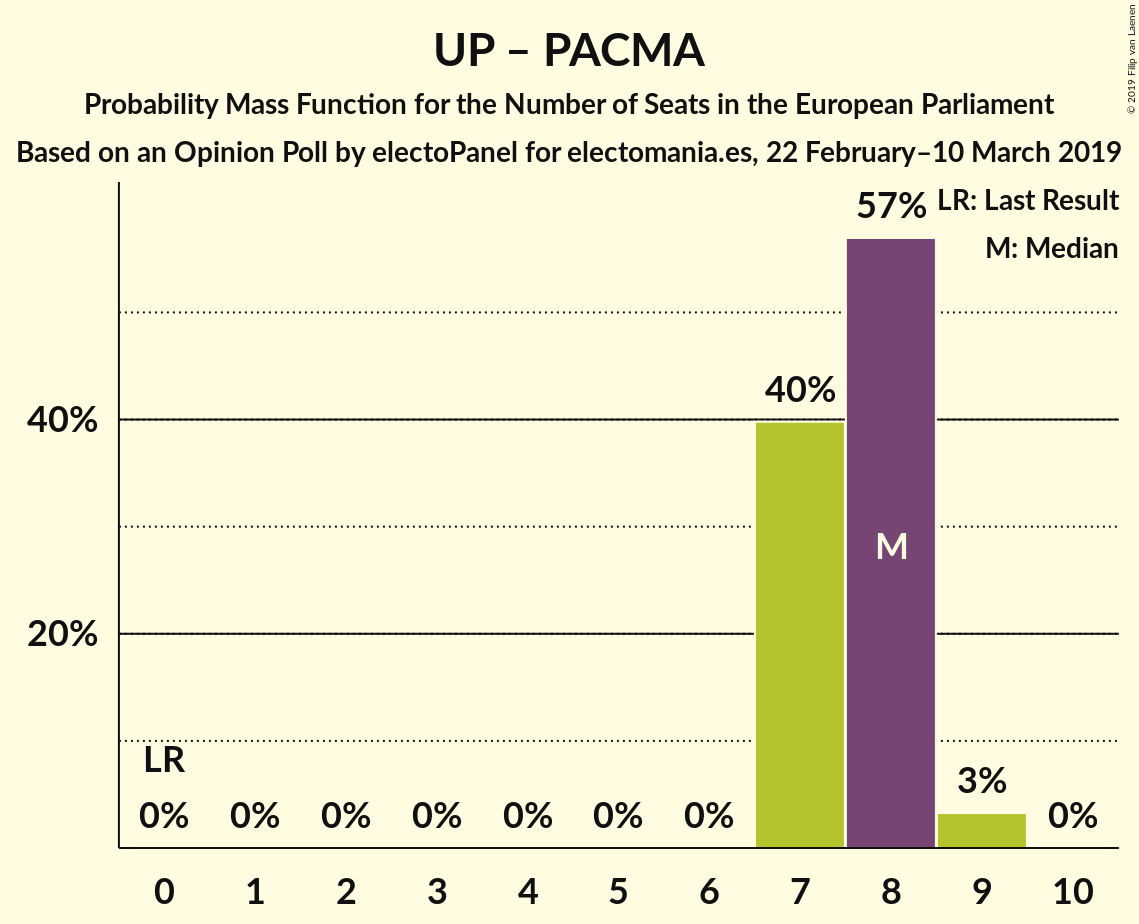 UP – PACMA
Probability Mass Function for the Number of Seats in the European Parliament
Based on an Opinion Poll by electoPanel for electomania.es, 22 February–10 March 2019
© 2019 Filip van Laenen
LR: Last Result
M: Median
57%
40%
40%
M
20%
LR
3%
0% 0% 0% 0% 0% 0% 0% 0%
0 1 2 3 4 5 6 7 8 9 10